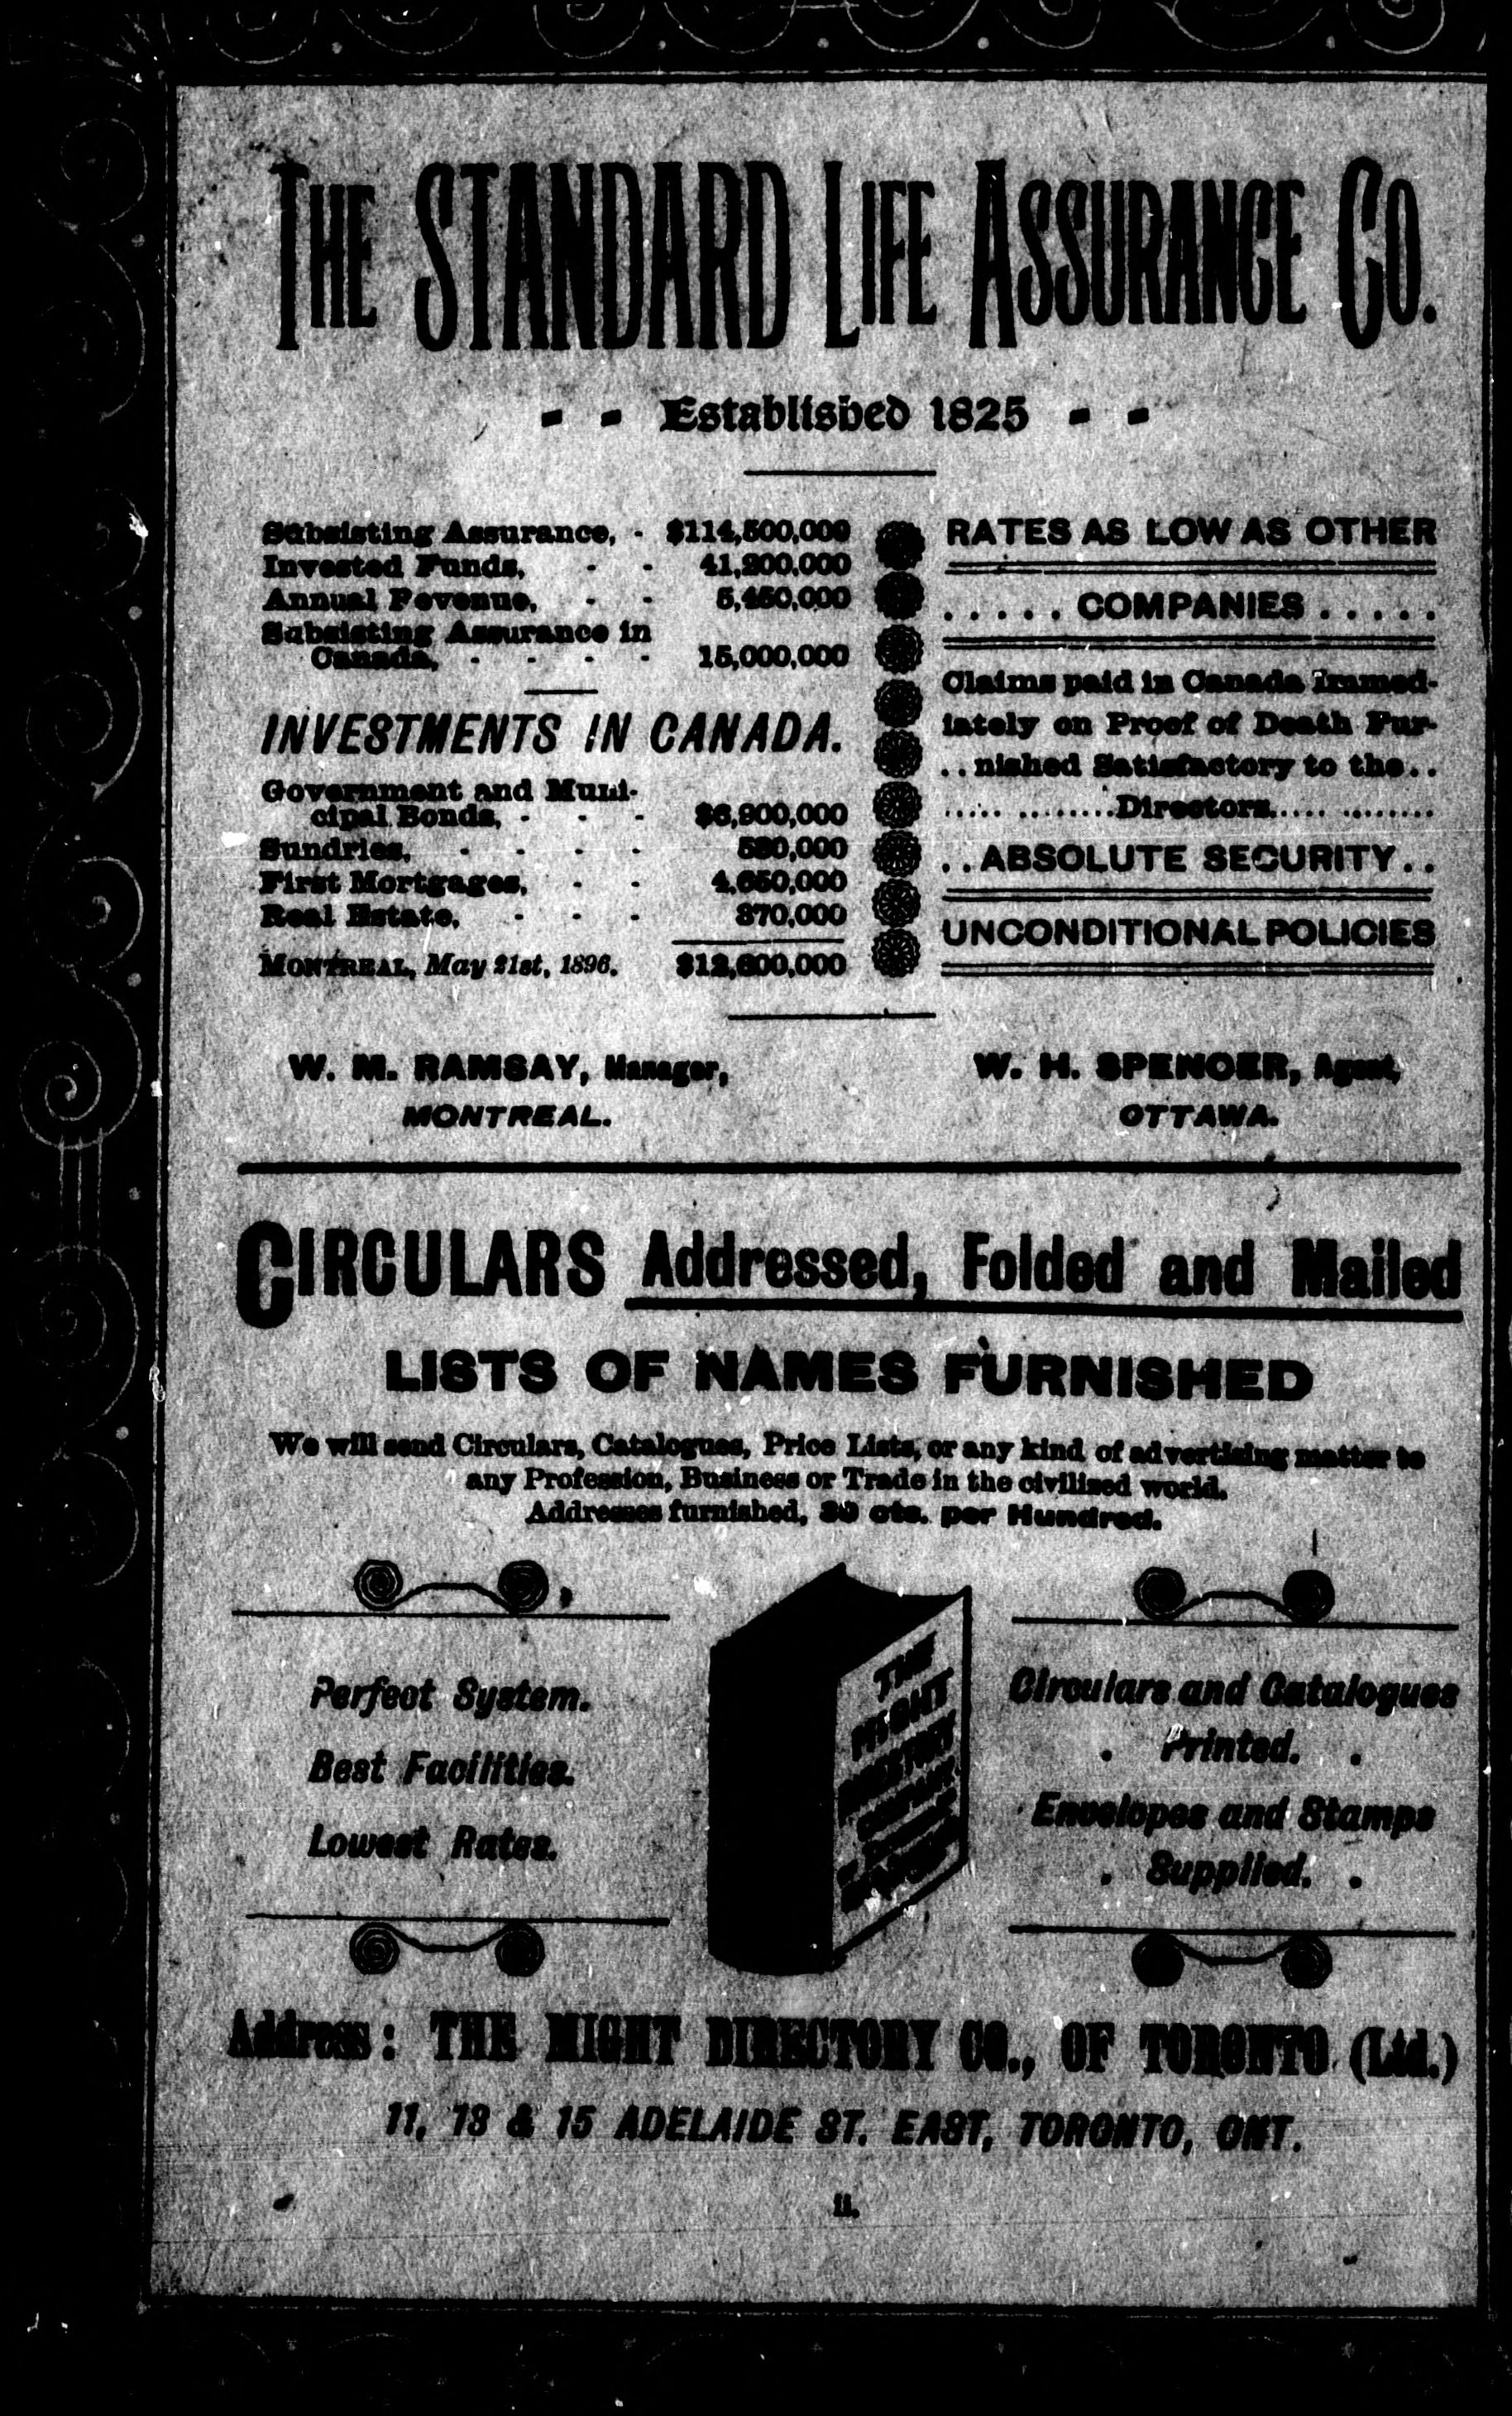 THE STANDARD LIFE ASSURANCE CO.
- - Established 1825 - -
Subsisting Assurance, - $114,500,000
Invested Funds, - - 41,200,000
Annual Revenue, - - 5,450,000
Subsisting Assurance in
Canada, - - - - 15,000,000
INVESTMENTS IN CANADA.
Government and Muni-
cipal Bonds, - - - $6,900,000
Sundries, - - - -
First Mortgages, - - 4,650,000
Real Estate, - - -
MONTREAL, May 21st, 1896.
RATES AS LOW AS OTHER
. . . . . COMPANIES . . . . .
Claims paid in Canada Immed-
iately on Proof of Death Fur-
..nished Satisfactory to the..
..... ........Directors..... ........
..ABSOLUTE SECURITY..
UNCONDITIONAL POLICIES
W. M. RAMSAY, Manager,
MONTREAL.
W. H. SPENCER, Agent,
OTTAWA.
CIRCULARS Addressed, Folded and Mailed
LISTS OF NAMES FURNISHED
We will send Circulars, Catalogues, Price Lists, or any kind of advertising matter to
any Profession, Business or Trade in the civilized world.
Addresses furnished, cts. per Hundred.
Perfect System.
Best Facilities.
Lowest Rates.
THE
MIGHT
DIRECTORY
COMPANY
OF TORONTO
Circulars and Catalogues
. Printed. .
Envelopes and Stamps
. Supplied. .
Address: THE MIGHT DIRECTORY CO., OF TORONTO (Ltd.)
11, 13 & 15 ADELAIDE ST. EAST, TORONTO, ONT.
ii.